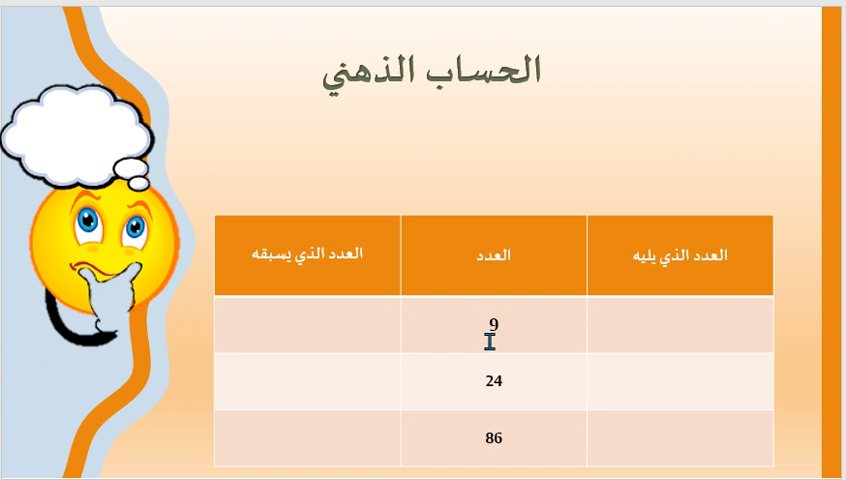 الحساب الذهني
العدد الذي يليه العدد العدد الذي يسبقه
9
24
86